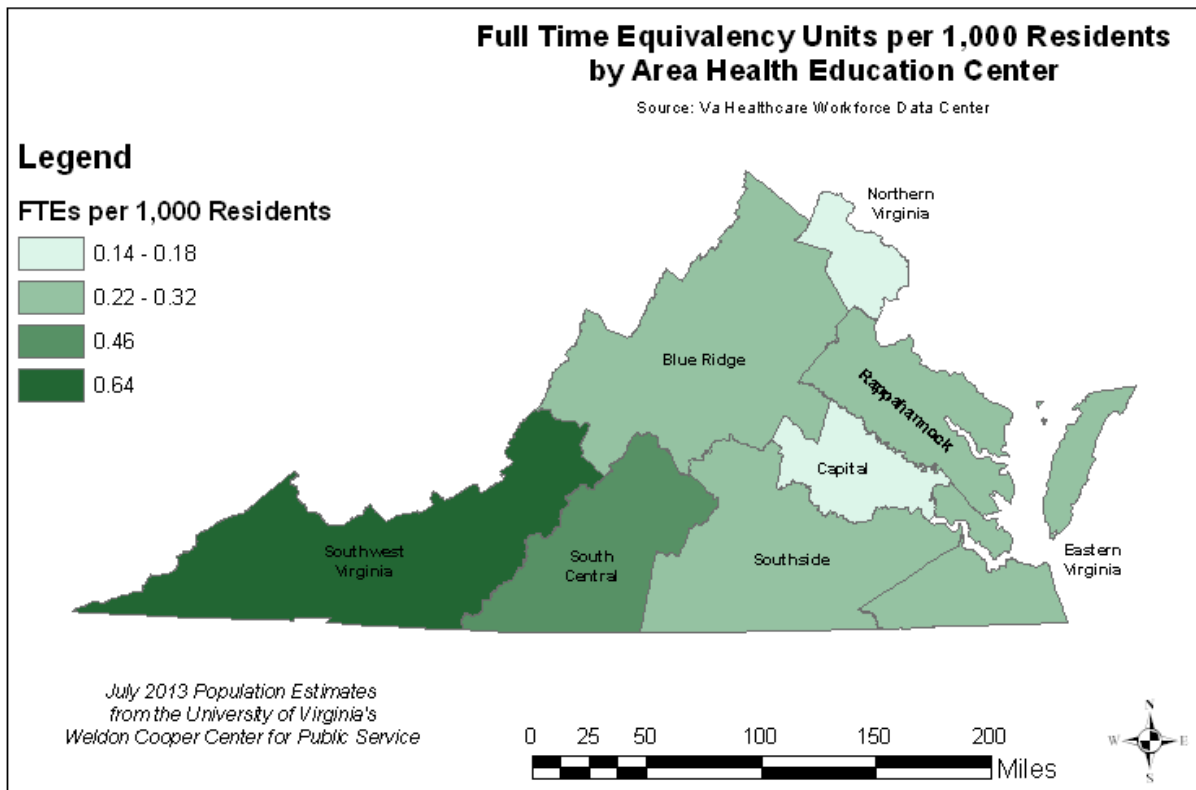 Full Time Equivalency Units per 1,000 Residents
by Area Health Education Center
Source: Va Healthcare Workforce Data Center
Legend
FTEs per 1,000 Residents
0.14 - 0.18
0.22 - 0.32
0.46
0.64
Northern
Virginia
Blue Ridge
Rappahannock
Capital
Southwest
Virginia
South
Central
Southside
Eastern
Virginia
July 2013 Population Estimates
from the University of Virginia's
Weldon Cooper Center for Public Service
0 25 50 100 150 200
Miles
N
W E
S